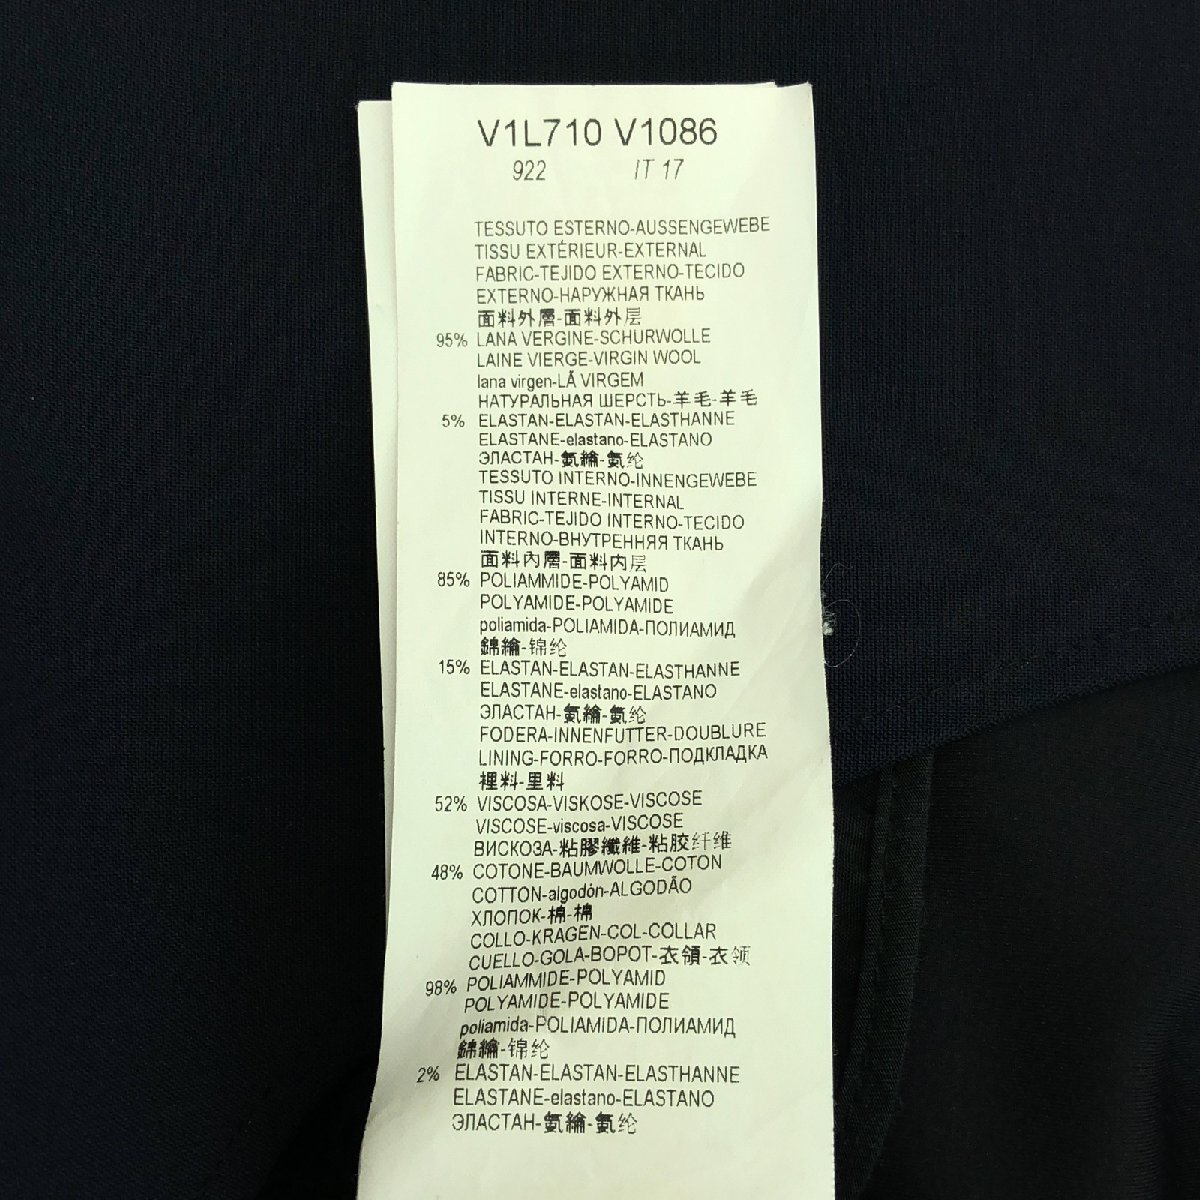 V1L710 V1086
922 IT 17
TESSUTO ESTERNO-AUSSENGEWEBE
TISSU EXTÉRIEUR-EXTERNAL
FABRIC-TEJIDO EXTERNO-TECIDO
EXTERNO-НАРУЖНАЯ ТКАНЬ
面料外層-面料外层
95% LANA VERGINE-SCHURWOLLE
LAINE VIERGE-VIRGIN WOOL
lana virgen-LÃ VIRGEM
НАТУРАЛЬНАЯ ШЕРСТЬ-羊毛-羊毛
5% ELASTAN-ELASTAN-ELASTHANNE
ELASTANE-elastano-ELASTANO
ЭЛАСТАН-氨綸-氨纶
TESSUTO INTERNO-INNENGEWEBE
TISSU INTERNE-INTERNAL
FABRIC-TEJIDO INTERNO-TECIDO
INTERNO-ВНУТРЕННЯЯ ТКАНЬ
面料內層-面料内层
85% POLIAMMIDE-POLYAMID
POLYAMIDE-POLYAMIDE
poliamida-POLIAMIDA-ПОЛИАМИД
錦綸-锦纶
15% ELASTAN-ELASTAN-ELASTHANNE
ELASTANE-elastano-ELASTANO
ЭЛАСТАН-氨綸-氨纶
FODERA-INNENFUTTER-DOUBLURE
LINING-FORRO-FORRO-ПОДКЛАДКА
裡料-里料
52% VISCOSA-VISKOSE-VISCOSE
VISCOSE-viscosa-VISCOSE
ВИСКОЗА-粘膠纖維-粘胶纤维
48% COTONE-BAUMWOLLE-COTON
COTTON-algodón-ALGODÃO
ХЛОПОК-棉-棉
COLLO-KRAGEN-COL-COLLAR
CUELLO-GOLA-ВОРОТ-衣領-衣领
98% POLIAMMIDE-POLYAMID
POLYAMIDE-POLYAMIDE
poliamida-POLIAMIDA-ПОЛИАМИД
錦綸-锦纶
2% ELASTAN-ELASTAN-ELASTHANNE
ELASTANE-elastano-ELASTANO
ЭЛАСТАН-氨綸-氨纶